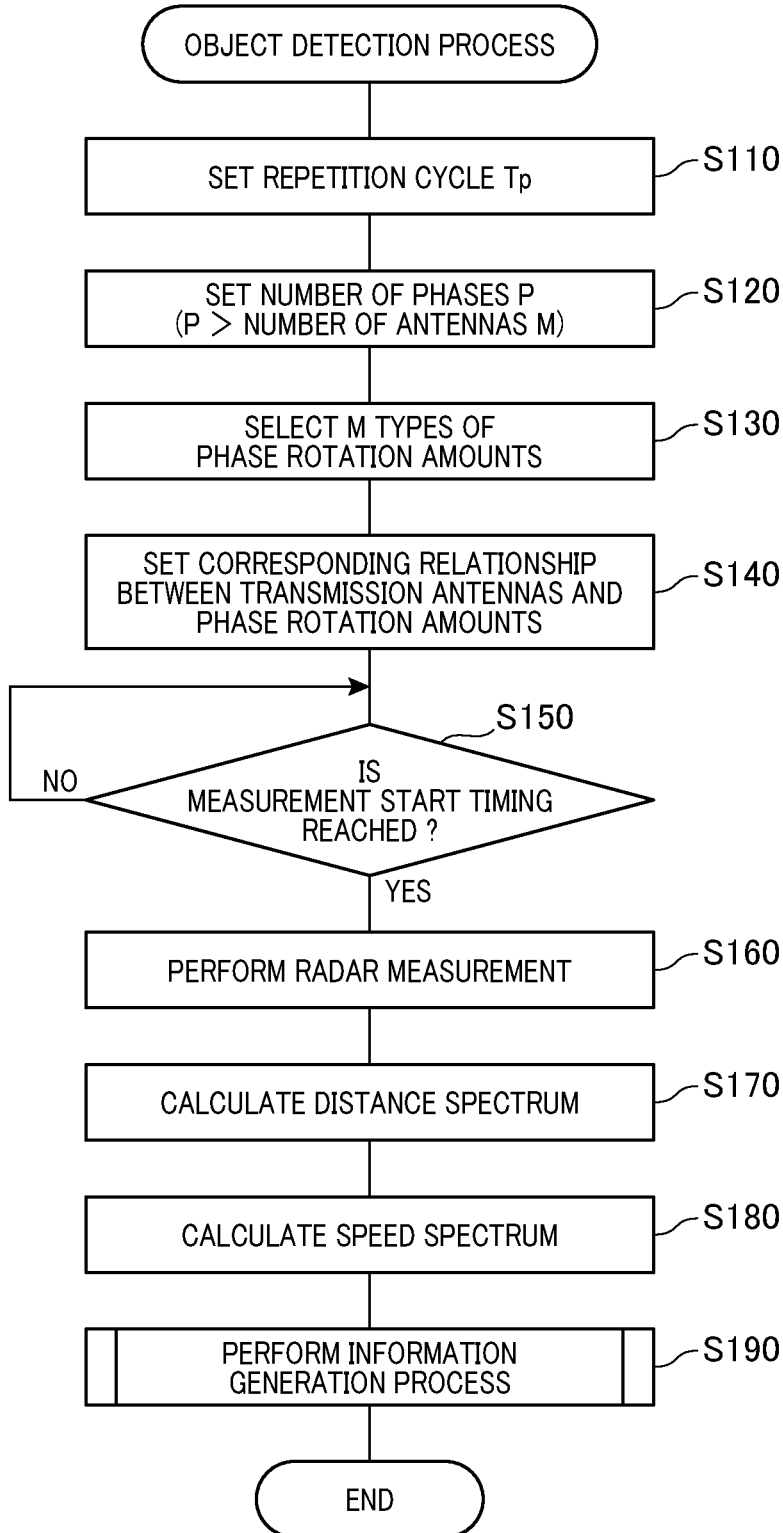 OBJECT DETECTION PROCESS
SET REPETITION CYCLE Tp
S110
SET NUMBER OF PHASES P
(P > NUMBER OF ANTENNAS M)
S120
SELECT M TYPES OF
PHASE ROTATION AMOUNTS
S130
SET CORRESPONDING RELATIONSHIP
BETWEEN TRANSMISSION ANTENNAS AND
PHASE ROTATION AMOUNTS
S140
S150
IS
MEASUREMENT START TIMING
REACHED ?
NO
YES
PERFORM RADAR MEASUREMENT
S160
CALCULATE DISTANCE SPECTRUM
S170
CALCULATE SPEED SPECTRUM
S180
PERFORM INFORMATION
GENERATION PROCESS
S190
END